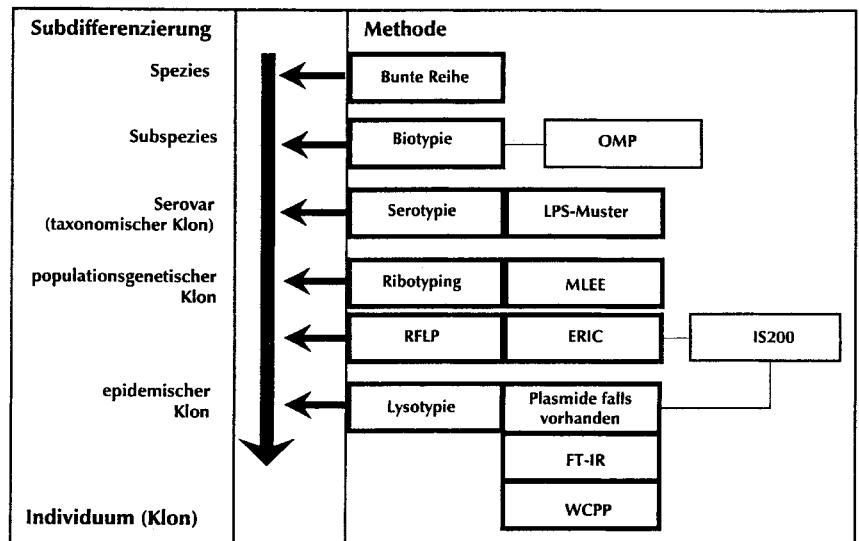 Subdifferenzierung
Methode
Spezies
Bunte Reihe
Subspezies
Biotypie
OMP
Serovar
(taxonomischer Klon)
Serotypie
LPS-Muster
populationsgenetischer
Klon
Ribotyping
MLEE
RFLP
ERIC
IS200
epidemischer
Klon
Lysotypie
Plasmide falls
vorhanden
FT-IR
WCPP
Individuum (Klon)